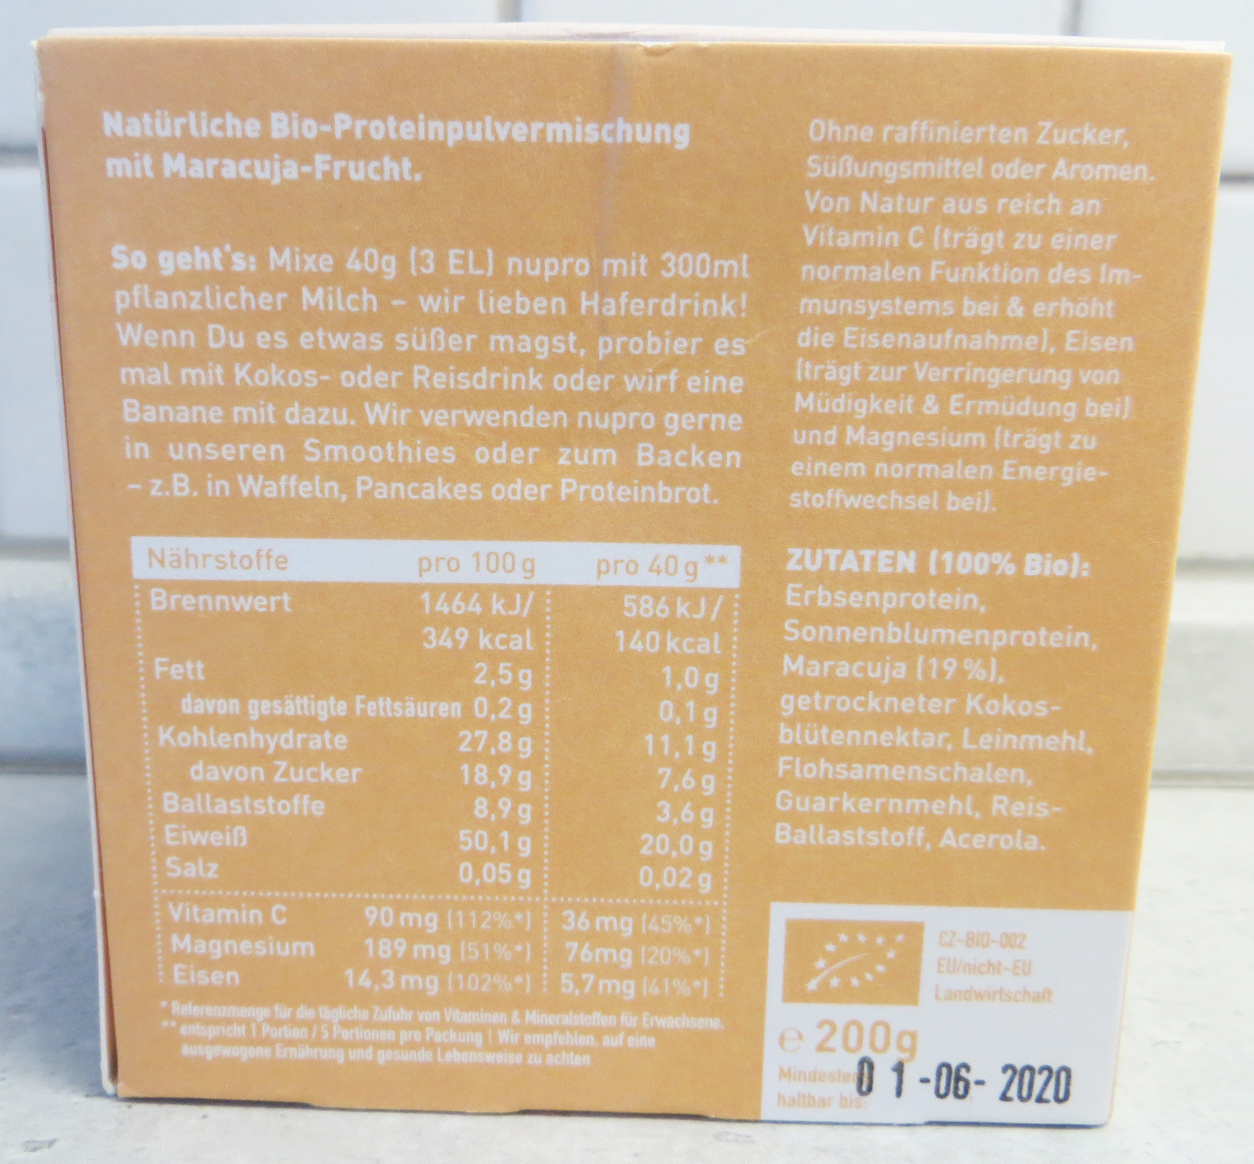 Natürliche Bio-Proteinpulvermischung
mit Maracuja-Frucht.
So geht's: Mixe 40g (3 EL) nupro mit 300ml
pflanzlicher Milch – wir lieben Haferdrink!
Wenn Du es etwas süßer magst, probier es
mal mit Kokos- oder Reisdrink oder wirf eine
Banane mit dazu. Wir verwenden nupro gerne
in unseren Smoothies oder zum Backen
– z.B. in Waffeln, Pancakes oder Proteinbrot.
Nährstoffe pro 100 g pro 40 g**
Brennwert 1464 kJ/ 586 kJ/
349 kcal 140 kcal
Fett 2,5 g 1,0 g
davon gesättigte Fettsäuren 0,2 g 0,1 g
Kohlenhydrate 27,8 g 11,1 g
davon Zucker 18,9 g 7,6 g
Ballaststoffe 8,9 g 3,6 g
Eiweiß 50,1 g 20,0 g
Salz 0,05 g 0,02 g
Vitamin C 90 mg (112%*) 36 mg (45%*)
Magnesium 189 mg (51%*) 76mg (20%*)
Eisen 14,3 mg (102%*) 5,7mg (41%*)
* Referenzmenge für die tägliche Zufuhr von Vitaminen & Mineralstoffen für Erwachsene.
** entspricht 1 Portion / 5 Portionen pro Packung | Wir empfehlen, auf eine
ausgewogene Ernährung und gesunde Lebensweise zu achten.
Ohne raffinierten Zucker,
Süßungsmittel oder Aromen.
Von Natur aus reich an
Vitamin C (trägt zu einer
normalen Funktion des Im-
munsystems bei & erhöht
die Eisenaufnahme), Eisen
(trägt zur Verringerung von
Müdigkeit & Ermüdung bei)
und Magnesium (trägt zu
einem normalen Energie-
stoffwechsel bei).
ZUTATEN (100% Bio):
Erbsenprotein,
Sonnenblumenprotein,
Maracuja (19%),
getrockneter Kokos-
blütennektar, Leinmehl,
Flohsamenschalen,
Guarkernmehl, Reis-
Ballaststoff, Acerola.
CZ-BIO-002
EU/nicht-EU
Landwirtschaft
e 200g
Mindestens 01-06-2020
haltbar bis: